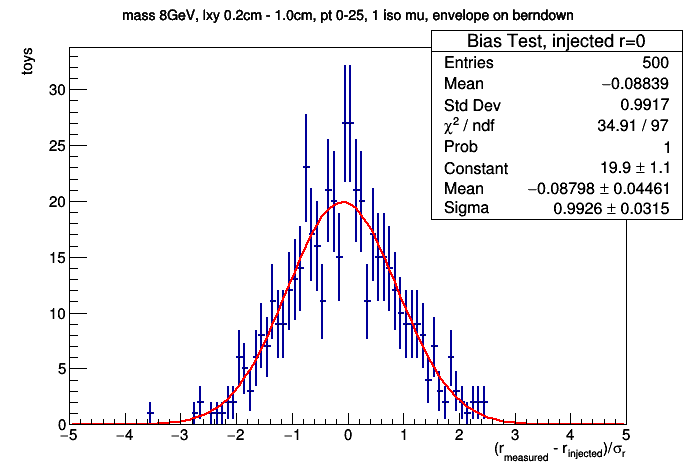 mass 8GeV, lxy 0.2cm - 1.0cm, pt 0-25, 1 iso mu, envelope on berndown
toys
Bias Test, injected r=0
Entries 500
Mean −0.08839
Std Dev 0.9917
χ² / ndf 34.91 / 97
Prob 1
Constant 19.9 ± 1.1
Mean −0.08798 ± 0.04461
Sigma 0.9926 ± 0.0315
30
25
20
15
10
5
0
−5 −4 −3 −2 −1 0 1 2 3 4 5
(r_measured - r_injected)/σ_r